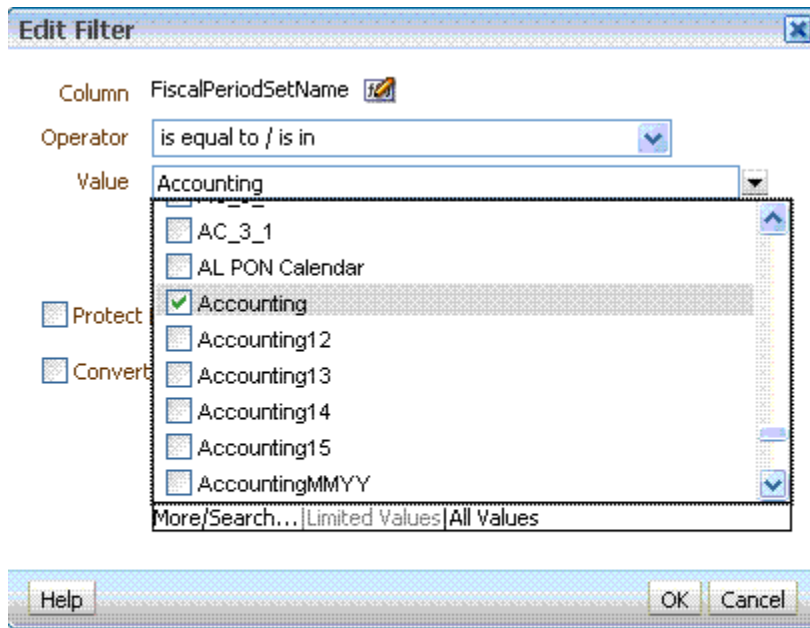 Edit Filter
Column FiscalPeriodSetName
Operator is equal to / is in
Value Accounting
AC_3_1
AL PON Calendar
Accounting
Protect
Accounting12
Convert Accounting13
Accounting14
Accounting15
AccountingMMYY
More/Search...|Limited Values|All Values
Help OK Cancel